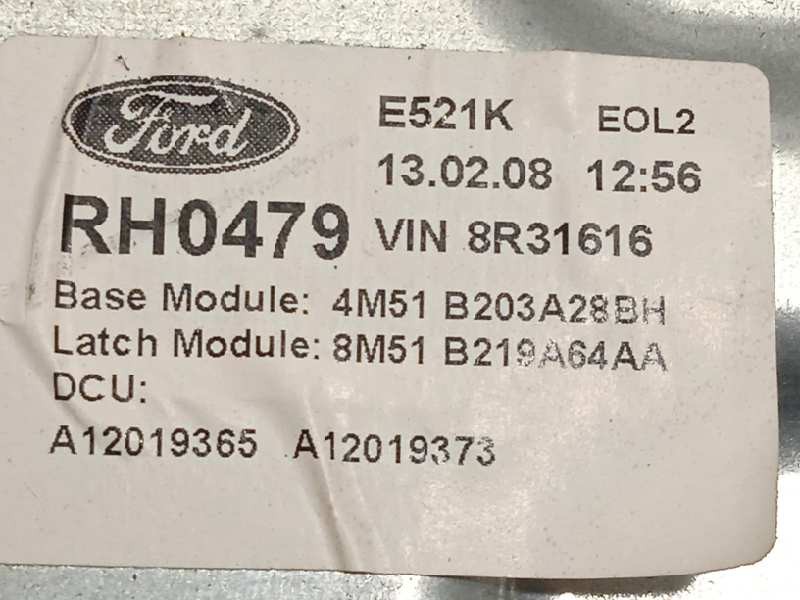 Ford E521K EOL2
13.02.08 12:56
RH0479 VIN 8R31616
Base Module: 4M51 B203A28BH
Latch Module: 8M51 B219A64AA
DCU:
A12019365 A12019373